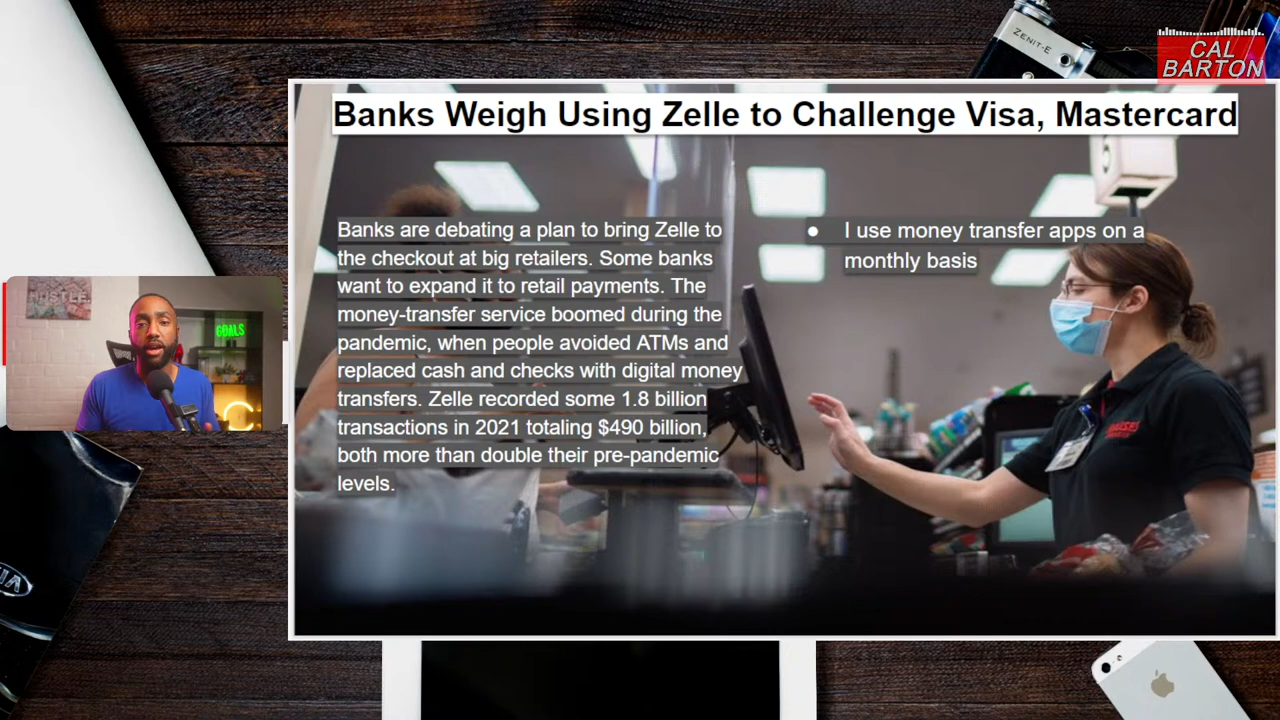 ZENIT-E
CAL
BARTON
Banks Weigh Using Zelle to Challenge Visa, Mastercard
Banks are debating a plan to bring Zelle to
the checkout at big retailers. Some banks
want to expand it to retail payments. The
money-transfer service boomed during the
pandemic, when people avoided ATMs and
replaced cash and checks with digital money
transfers. Zelle recorded some 1.8 billion
transactions in 2021 totaling $490 billion,
both more than double their pre-pandemic
levels.
● I use money transfer apps on a
monthly basis
HUSTLE.
GOALS